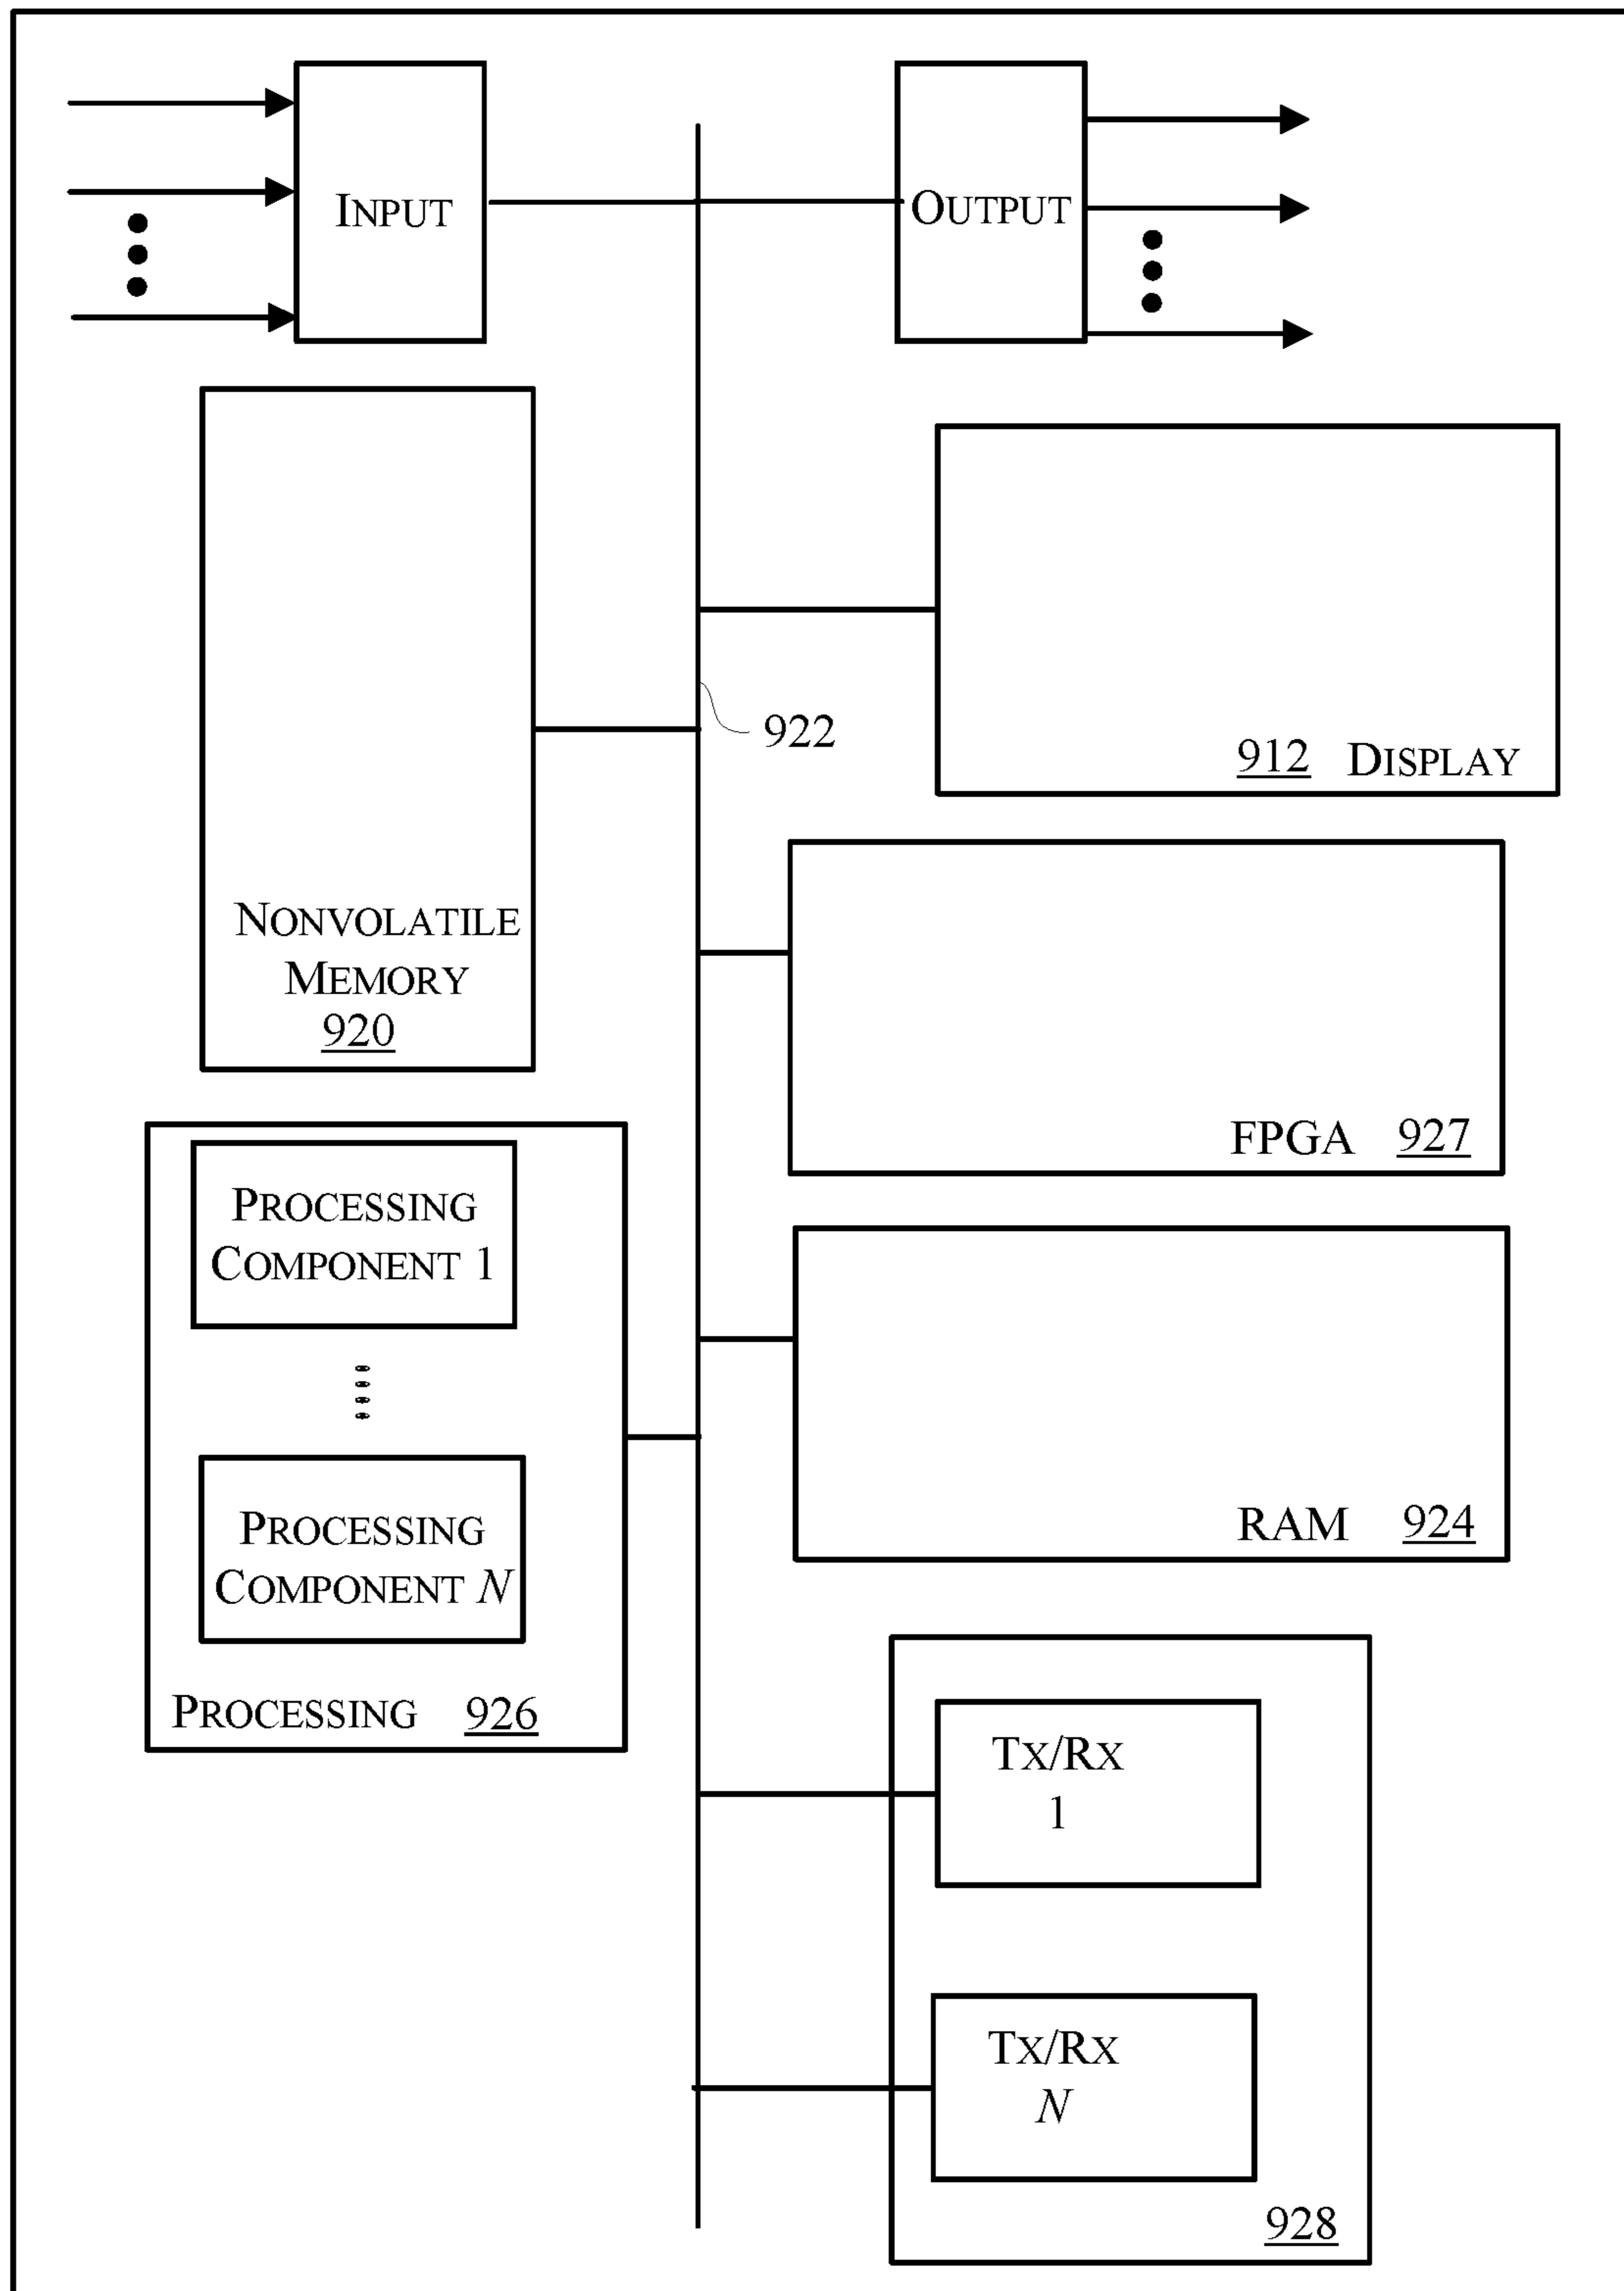 INPUT
OUTPUT
922
912 DISPLAY
NONVOLATILE
MEMORY
920
FPGA 927
PROCESSING
COMPONENT 1
PROCESSING
COMPONENT N
PROCESSING 926
RAM 924
TX/RX
1
TX/RX
N
928